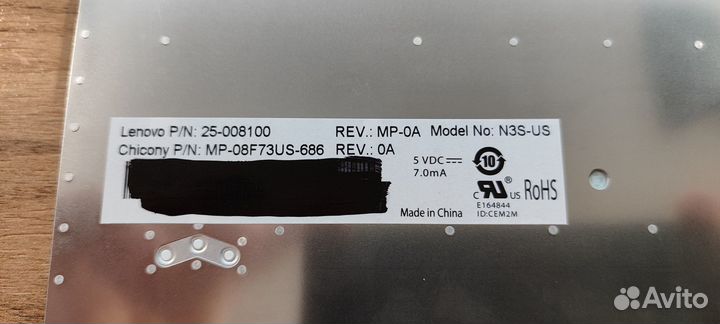 Lenovo P/N: 25-008100 REV.: MP-0A Model No: N3S-US
Chicony P/N: MP-08F73US-686 REV.: 0A
5 VDC ⎓
7.0mA
10
c RU US RoHS
E164844
ID:CEM2M
Made in China
Avito